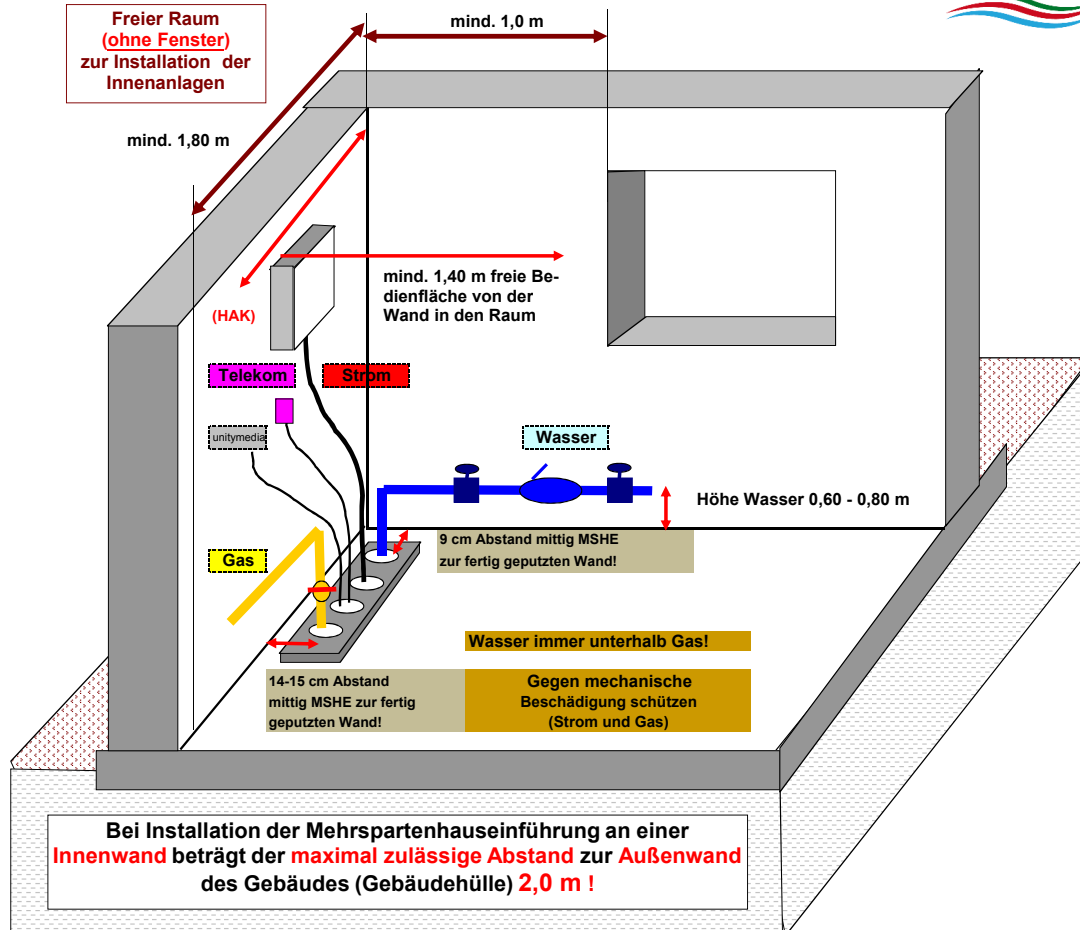 Freier Raum
(ohne Fenster)
zur Installation der
Innenanlagen
mind. 1,0 m
mind. 1,80 m
mind. 1,40 m freie Be-
dienfläche von der
Wand in den Raum
(HAK)
Telekom
Strom
unitymedia
Wasser
Höhe Wasser 0,60 - 0,80 m
9 cm Abstand mittig MSHE
zur fertig geputzten Wand!
Gas
Wasser immer unterhalb Gas!
14-15 cm Abstand
mittig MSHE zur fertig
geputzten Wand!
Gegen mechanische
Beschädigung schützen
(Strom und Gas)
Bei Installation der Mehrspartenhauseinführung an einer
Innenwand beträgt der maximal zulässige Abstand zur Außenwand
des Gebäudes (Gebäudehülle) 2,0 m !